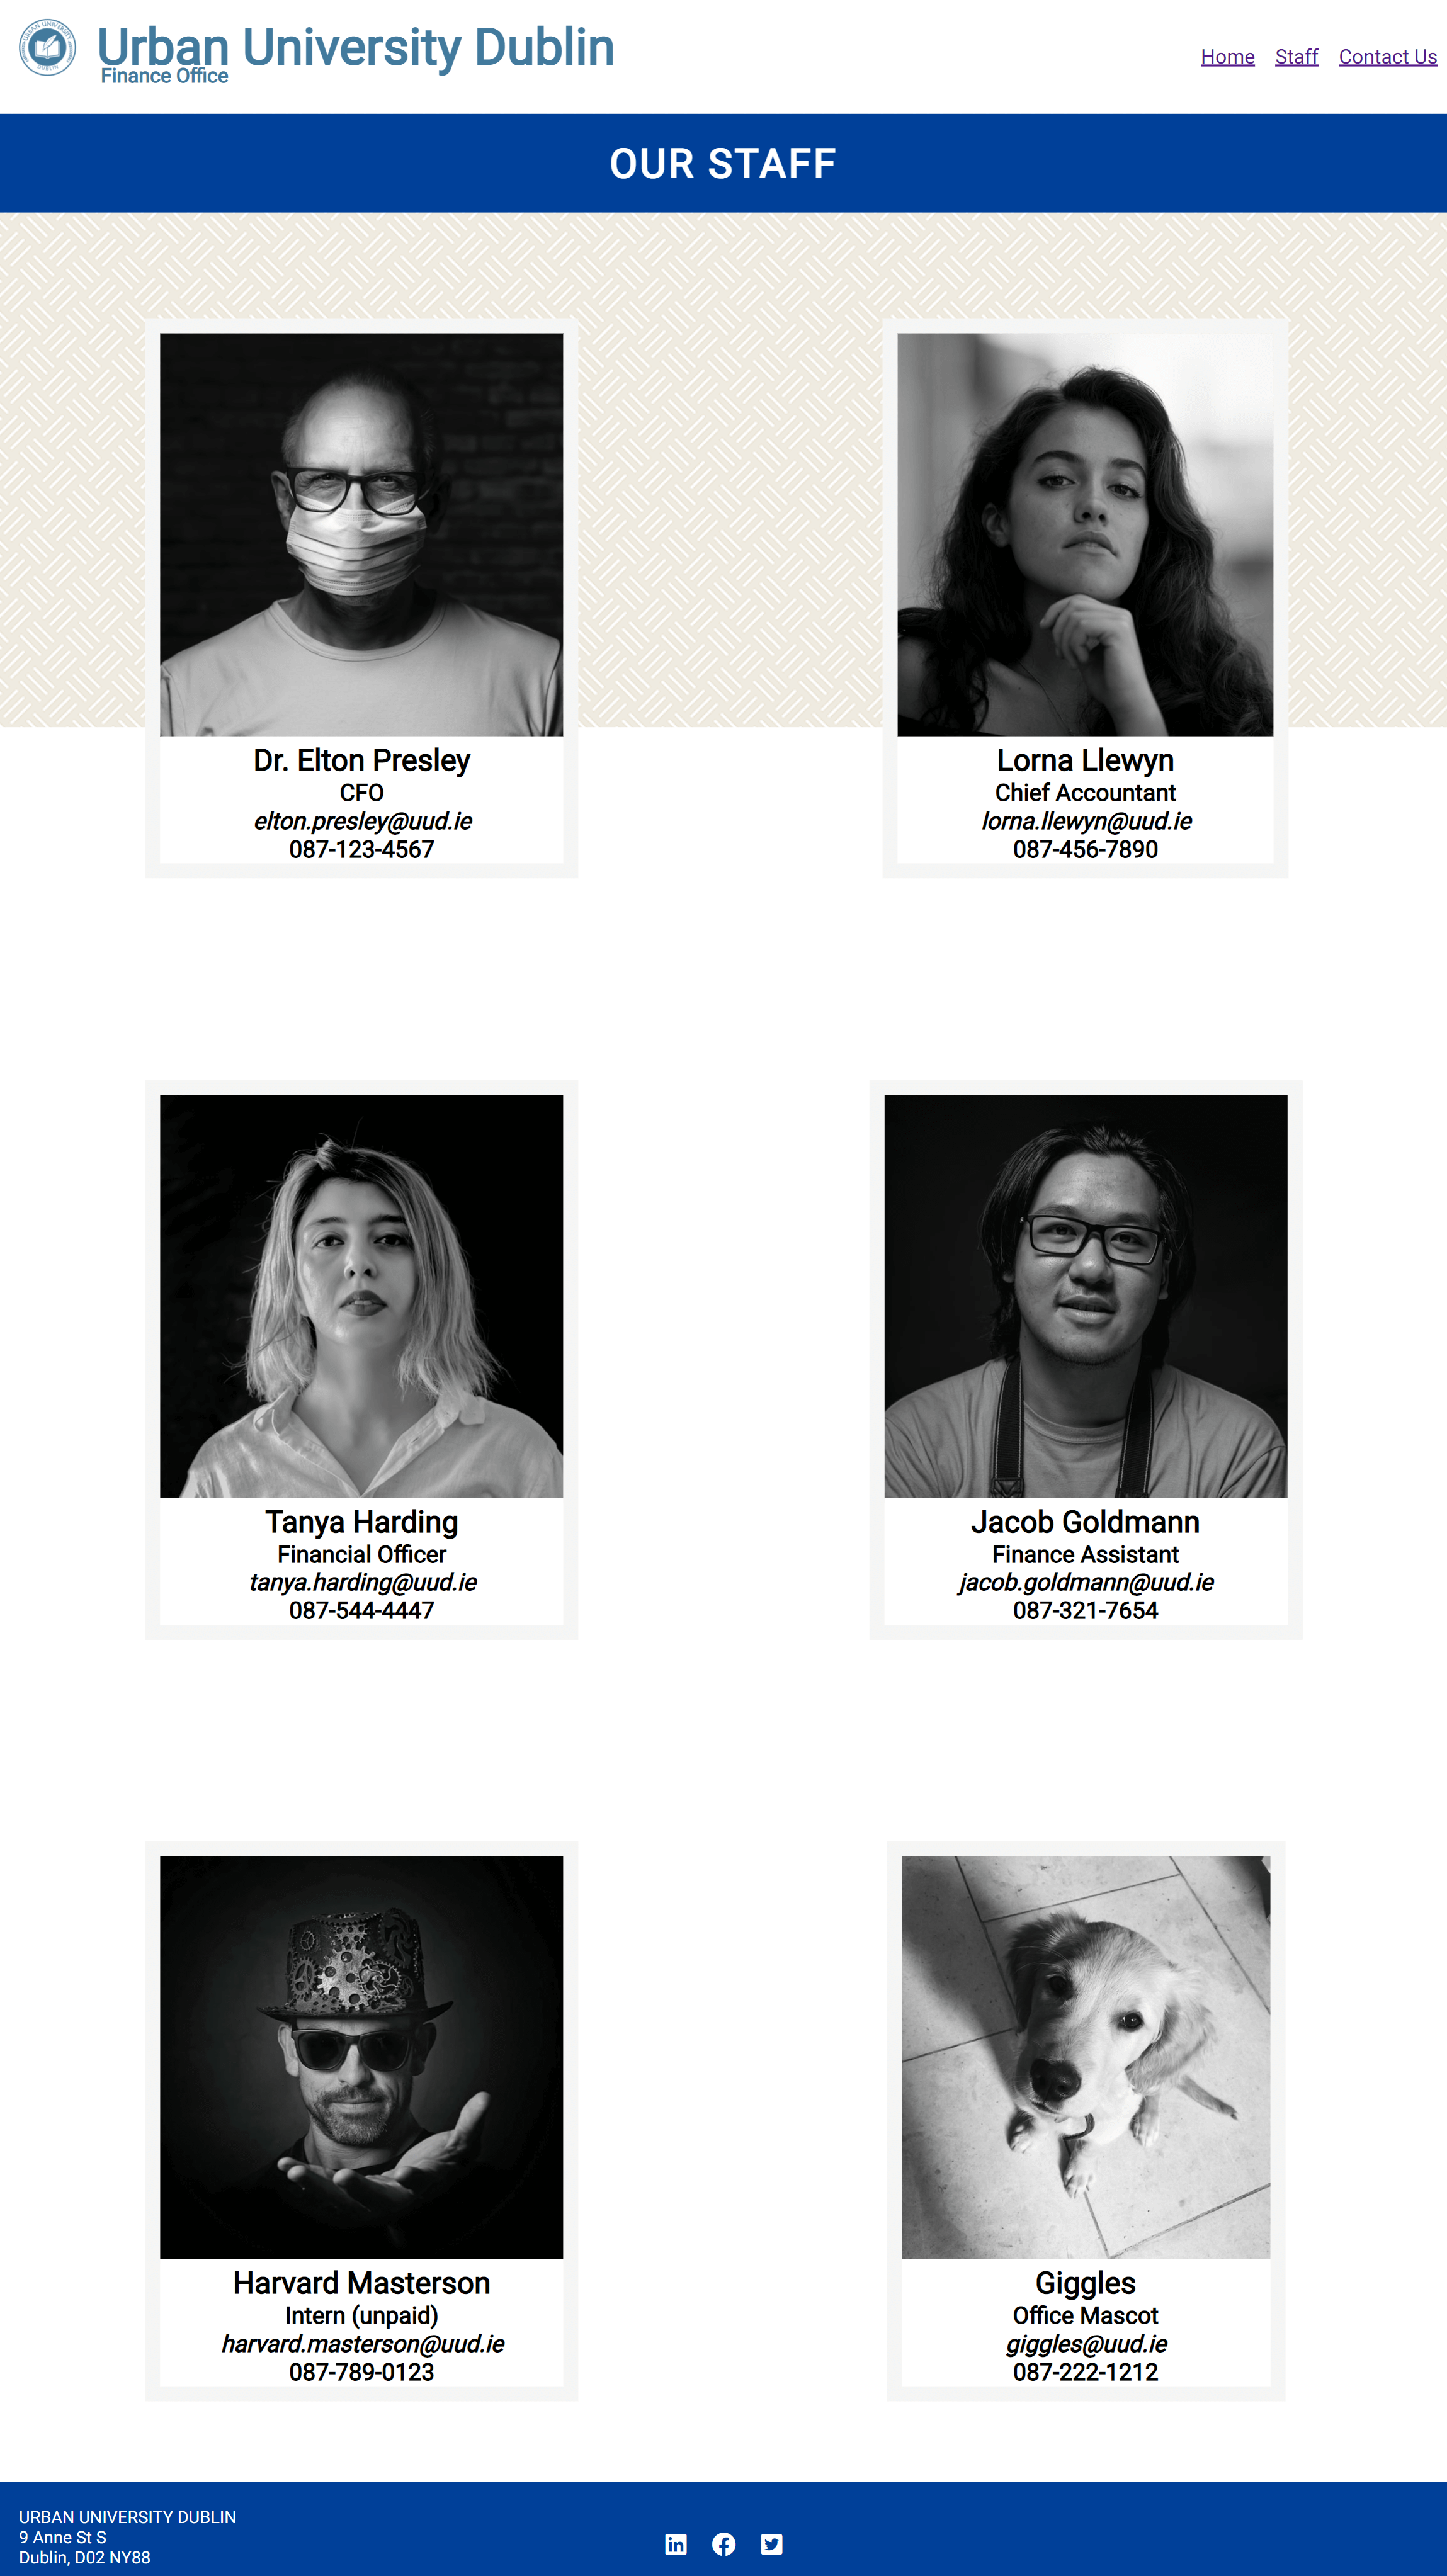 URBAN UNIVERSITY
DUBLIN
Urban University Dublin
Finance Office
Home Staff Contact Us
OUR STAFF
Dr. Elton Presley
CFO
elton.presley@uud.ie
087-123-4567
Lorna Llewyn
Chief Accountant
lorna.llewyn@uud.ie
087-456-7890
Tanya Harding
Financial Officer
tanya.harding@uud.ie
087-544-4447
Jacob Goldmann
Finance Assistant
jacob.goldmann@uud.ie
087-321-7654
Harvard Masterson
Intern (unpaid)
harvard.masterson@uud.ie
087-789-0123
Giggles
Office Mascot
giggles@uud.ie
087-222-1212
URBAN UNIVERSITY DUBLIN
9 Anne St S
Dublin, D02 NY88
in